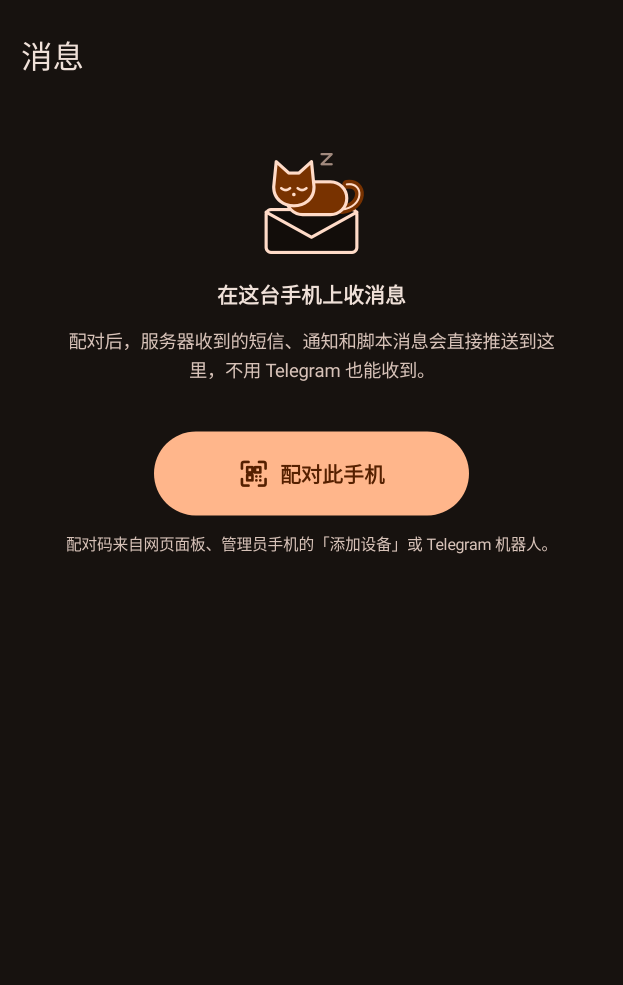 消息
Z
在这台手机上收消息
配对后，服务器收到的短信、通知和脚本消息会直接推送到这
里，不用 Telegram 也能收到。
配对此手机
配对码来自网页面板、管理员手机的「添加设备」或 Telegram 机器人。